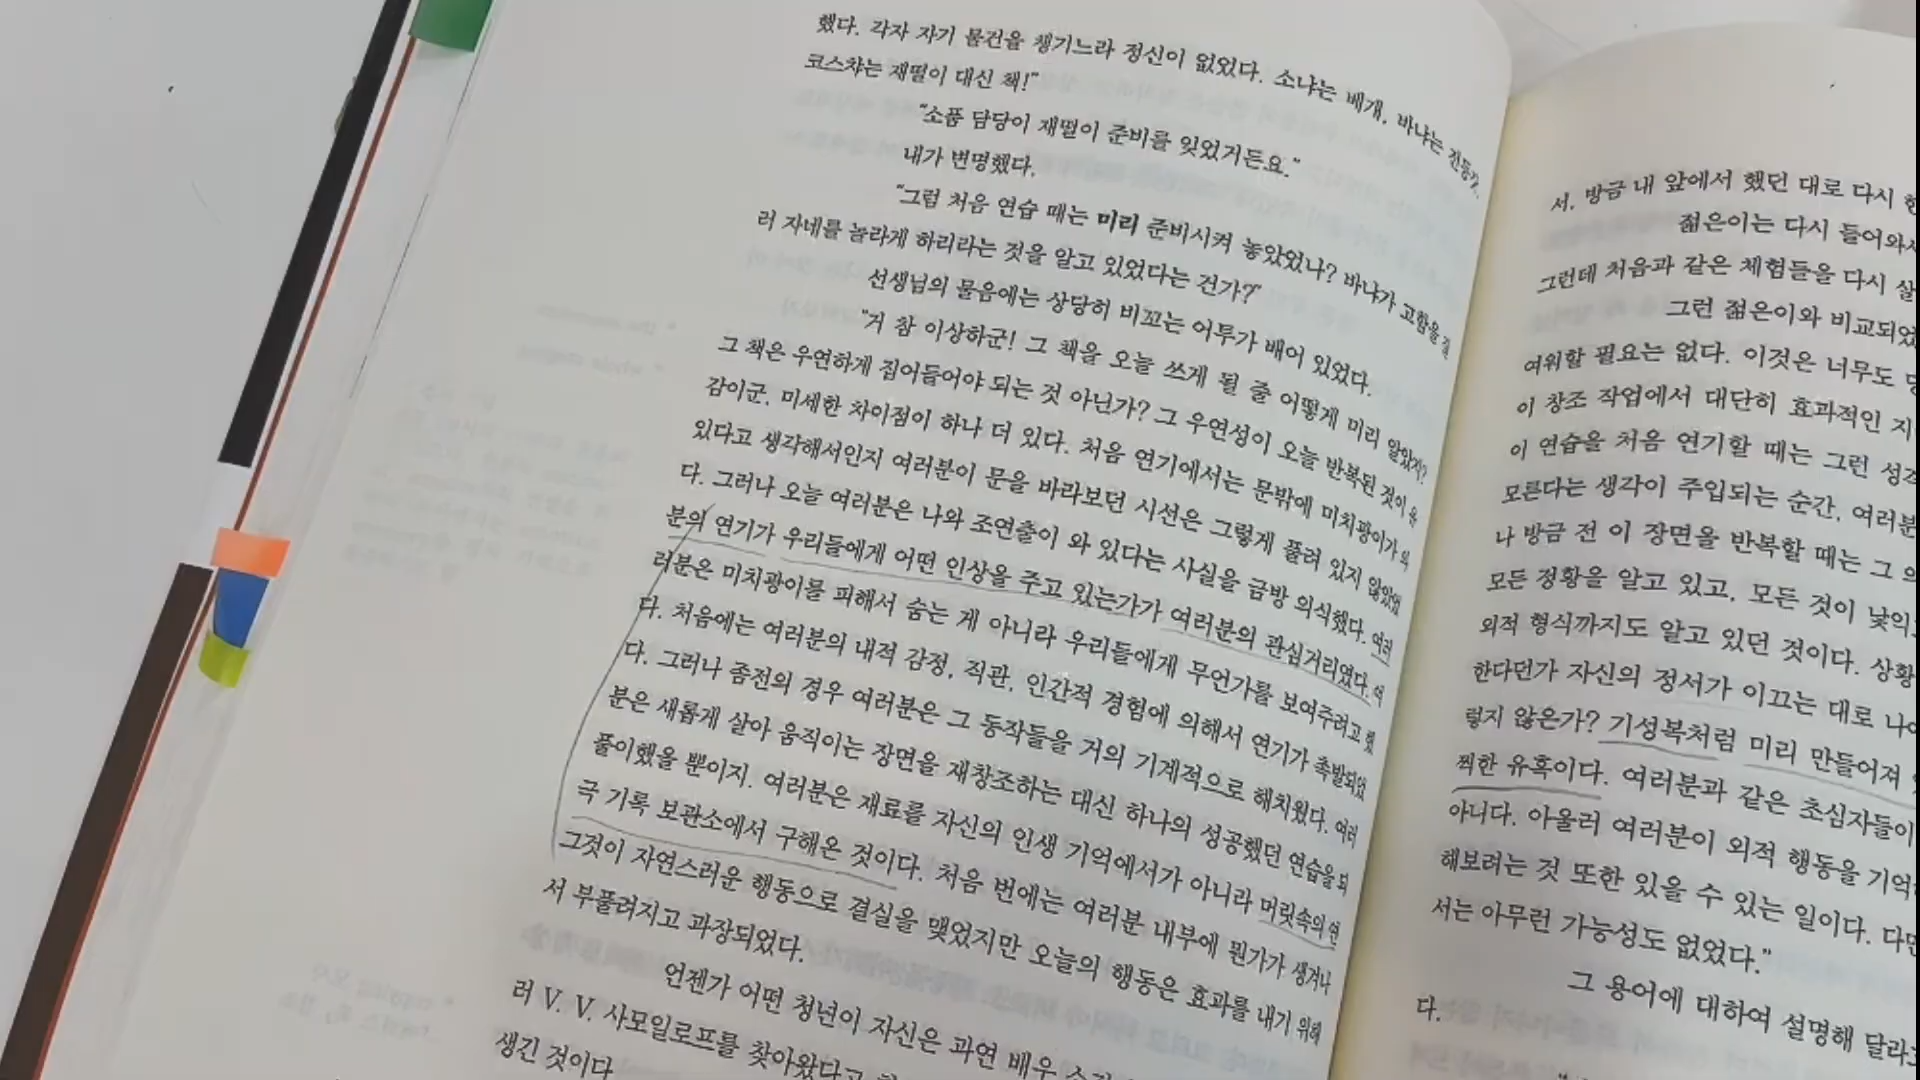 했다. 각자 자기 물건을 챙기느라 정신이 없었다. 소냐는 베개, 바냐는 전등갓,
코스챠는 재떨이 대신 책!"
"소품 담당이 재떨이 준비를 잊었거든요."
내가 변명했다.
"그럼 처음 연습 때는 미리 준비시켜 놓았었나? 바냐가 고함을 질
러 자네를 놀라게 하리라는 것을 알고 있었다는 건가?"
선생님의 물음에는 상당히 비꼬는 어투가 배어 있었다.
"거 참 이상하군! 그 책을 오늘 쓰게 될 줄 어떻게 미리 알았지?
그 책은 우연하게 집어들어야 되는 것 아닌가? 그 우연성이 오늘 반복된 것이 유
감이군. 미세한 차이점이 하나 더 있다. 처음 연기에서는 문밖에 미치광이가 와
있다고 생각해서인지 여러분이 문을 바라보던 시선은 그렇게 풀려 있지 않았었
다. 그러나 오늘 여러분은 나와 조연출이 와 있다는 사실을 금방 의식했다. 여러
분의 연기가 우리들에게 어떤 인상을 주고 있는가가 여러분의 관심거리였다. 여
러분은 미치광이를 피해서 숨는 게 아니라 우리들에게 무언가를 보여주려고 했
다. 처음에는 여러분의 내적 감정, 직관, 인간적 경험에 의해서 연기가 촉발되었
다. 그러나 좀전의 경우 여러분은 그 동작들을 거의 기계적으로 해치웠다. 여러
분은 새롭게 살아 움직이는 장면을 재창조하는 대신 하나의 성공했던 연습을 되
풀이했을 뿐이지. 여러분은 재료를 자신의 인생 기억에서가 아니라 머릿속의 연
극 기록 보관소에서 구해온 것이다. 처음 번에는 여러분 내부에 뭔가가 생겨나
그것이 자연스러운 행동으로 결실을 맺었지만 오늘의 행동은 효과를 내기 위해
서 부풀려지고 과장되었다.
언젠가 어떤 청년이 자신은 과연 배우
러 V. V. 사모일로프를 찾아왔다고
생긴 것이다
서, 방금 내 앞에서 했던 대로 다시
젊은이는 다시 들어와서
그런데 처음과 같은 체험들을 다시
그런 젊은이와 비교되었
여워할 필요는 없다. 이것은 너무도
이 창조 작업에서 대단히 효과적인
이 연습을 처음 연기할 때는 그런
모른다는 생각이 주입되는 순간, 여러분
나 방금 전 이 장면을 반복할 때는 그
모든 정황을 알고 있고, 모든 것이
외적 형식까지도 알고 있던 것이다. 상황
한다던가 자신의 정서가 이끄는 대로
렇지 않은가? 기성복처럼 미리 만들어져
찍한 유혹이다. 여러분과 같은 초심자들이
아니다. 아울러 여러분이 외적 행동을
해보려는 것 또한 있을 수 있는 일이다.
서는 아무런 가능성도 없었다."
그 용어에 대하여 설명해
다.